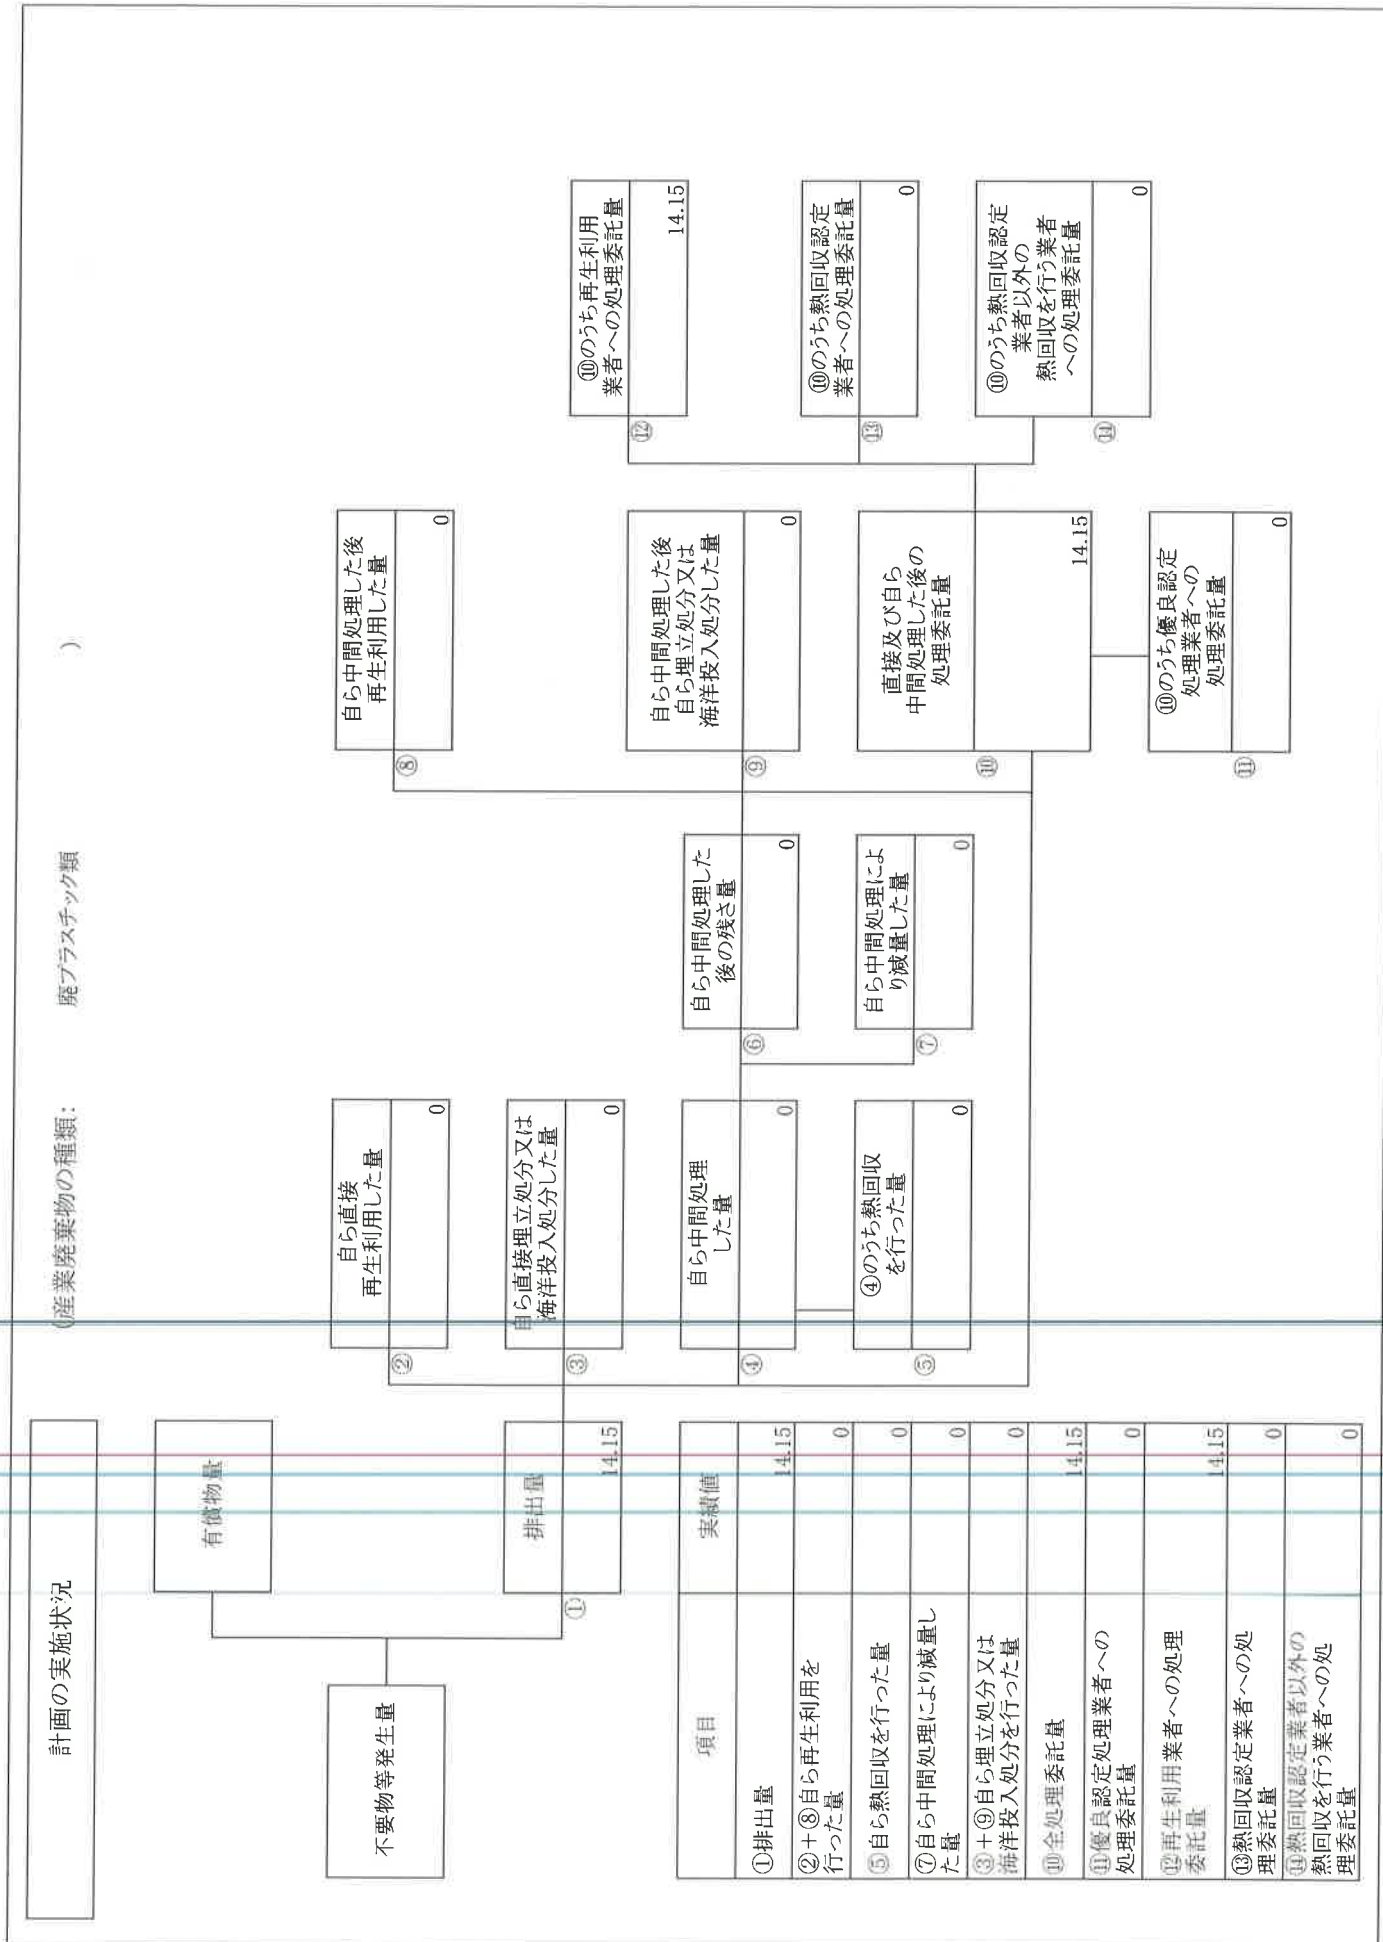 計画の実施状況
(産業廃棄物の種類： 廃プラスチック類 )
不要物等発生量
有償物量
①
排出量
14.15
②
自ら直接
再生利用した量
0
③
自ら直接埋立処分又は
海洋投入処分した量
0
④
自ら中間処理
した量
0
⑤
④のうち熱回収
を行った量
0
⑥
自ら中間処理した
後の残さ量
0
⑦
自ら中間処理によ
り減量した量
0
⑧
自ら中間処理した後
再生利用した量
0
⑨
自ら中間処理した後
自ら埋立処分又は
海洋投入処分した量
0
⑩
直接及び自ら
中間処理した後の
処理委託量
14.15
⑪
⑩のうち優良認定
処理業者への
処理委託量
0
⑫
⑩のうち再生利用
業者への処理委託量
14.15
⑬
⑩のうち熱回収認定
業者への処理委託量
0
⑭
⑩のうち熱回収認定
業者以外の
熱回収を行う業者
への処理委託量
0
項目 実績値
①排出量 14.15
②＋⑧自ら再生利用を
行った量 0
⑤自ら熱回収を行った量 0
⑦自ら中間処理により減量し
た量 0
③＋⑨自ら埋立処分又は
海洋投入処分を行った量 0
⑩全処理委託量 14.15
⑪優良認定処理業者への
処理委託量 0
⑫再生利用業者への処理
委託量 14.15
⑬熱回収認定業者への処
理委託量 0
⑭熱回収認定業者以外の
熱回収を行う業者への処
理委託量 0